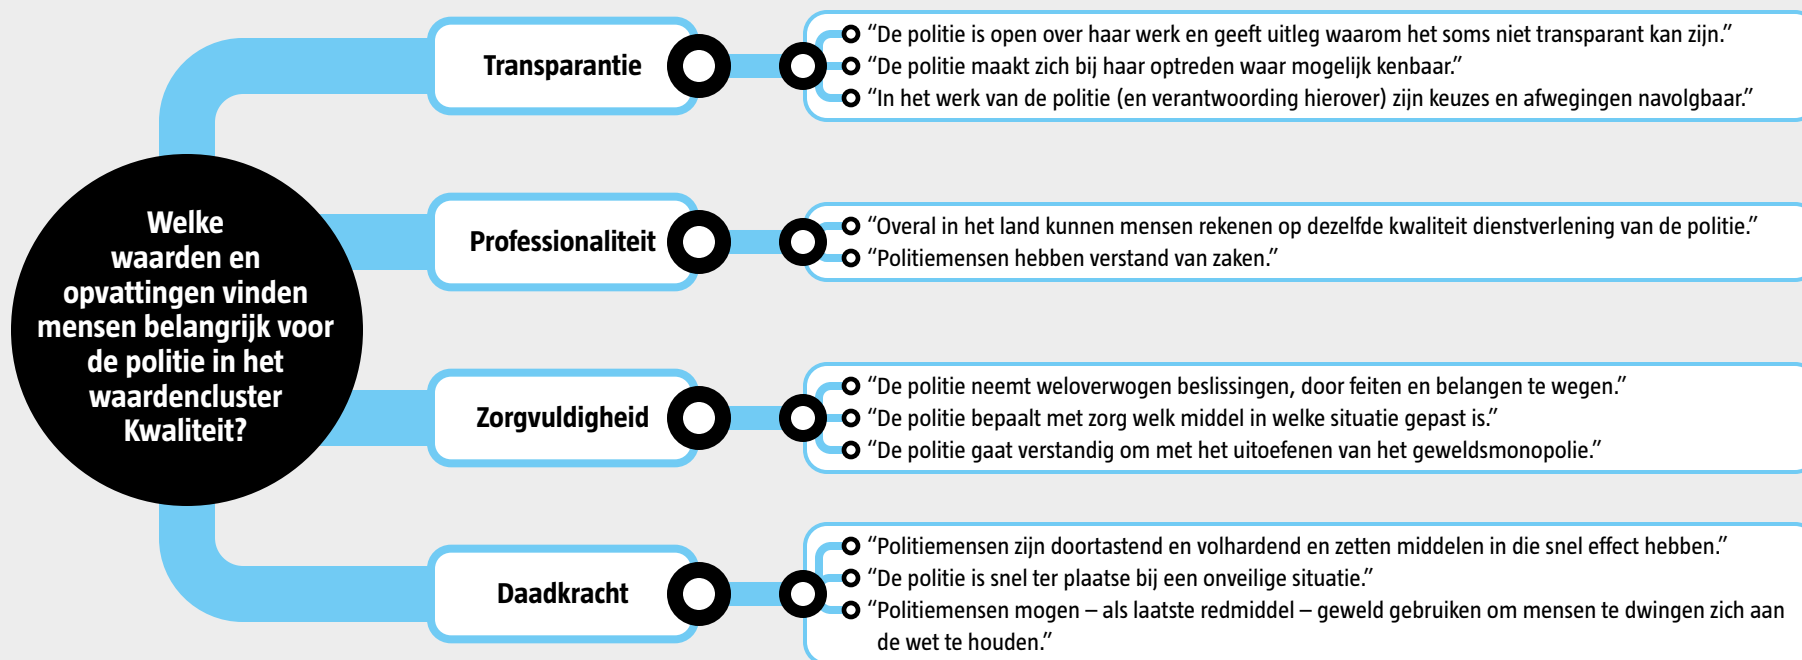 Welke
waarden en
opvattingen vinden
mensen belangrijk voor
de politie in het
waardencluster
Kwaliteit?
Transparantie
“De politie is open over haar werk en geeft uitleg waarom het soms niet transparant kan zijn.”
“De politie maakt zich bij haar optreden waar mogelijk kenbaar.”
“In het werk van de politie (en verantwoording hierover) zijn keuzes en afwegingen navolgbaar.”
Professionaliteit
“Overal in het land kunnen mensen rekenen op dezelfde kwaliteit dienstverlening van de politie.”
“Politiemensen hebben verstand van zaken.”
Zorgvuldigheid
“De politie neemt weloverwogen beslissingen, door feiten en belangen te wegen.”
“De politie bepaalt met zorg welk middel in welke situatie gepast is.”
“De politie gaat verstandig om met het uitoefenen van het geweldsmonopolie.”
Daadkracht
“Politiemensen zijn doortastend en volhardend en zetten middelen in die snel effect hebben.”
“De politie is snel ter plaatse bij een onveilige situatie.”
“Politiemensen mogen – als laatste redmiddel – geweld gebruiken om mensen te dwingen zich aan
de wet te houden.”